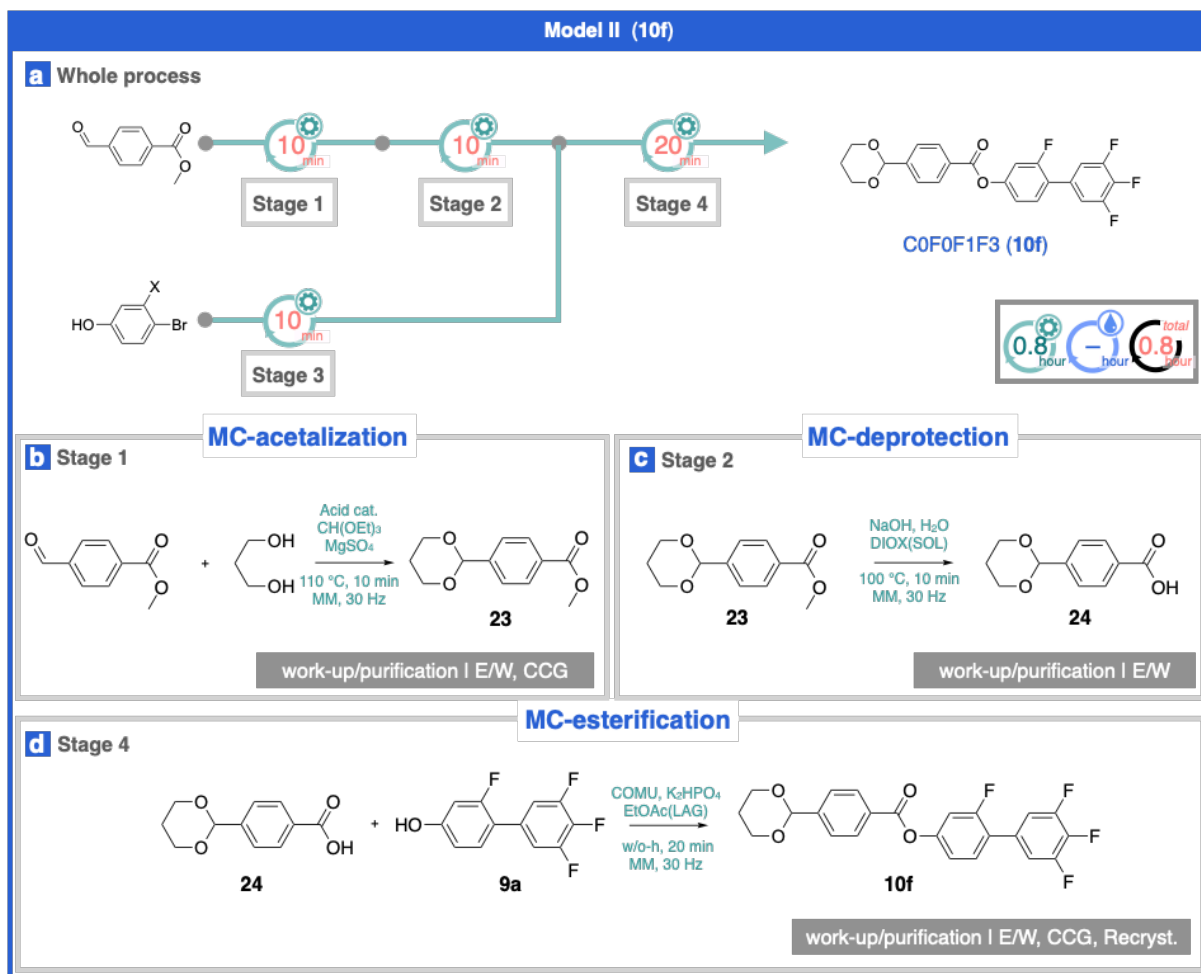 Model II (10f)
a Whole process
O
O
O
10 min
10 min
20 min
Stage 1
Stage 2
Stage 4
O
O
O
O
F
F
F
F
C0F0F1F3 (10f)
X
HO
Br
10 min
Stage 3
0.8 hour
– hour
total 0.8 hour
MC-acetalization
b Stage 1
O
O
O
+
OH
OH
Acid cat.
CH(OEt)₃
MgSO₄
110 °C, 10 min
MM, 30 Hz
O
O
O
O
23
work-up/purification I E/W, CCG
MC-deprotection
c Stage 2
O
O
O
O
23
NaOH, H₂O
DIOX(SOL)
100 °C, 10 min
MM, 30 Hz
O
O
O
OH
24
work-up/purification I E/W
MC-esterification
d Stage 4
O
O
O
OH
24
+
HO
F
F
F
F
9a
COMU, K₂HPO₄
EtOAc(LAG)
w/o-h, 20 min
MM, 30 Hz
O
O
O
O
F
F
F
F
10f
work-up/purification I E/W, CCG, Recryst.